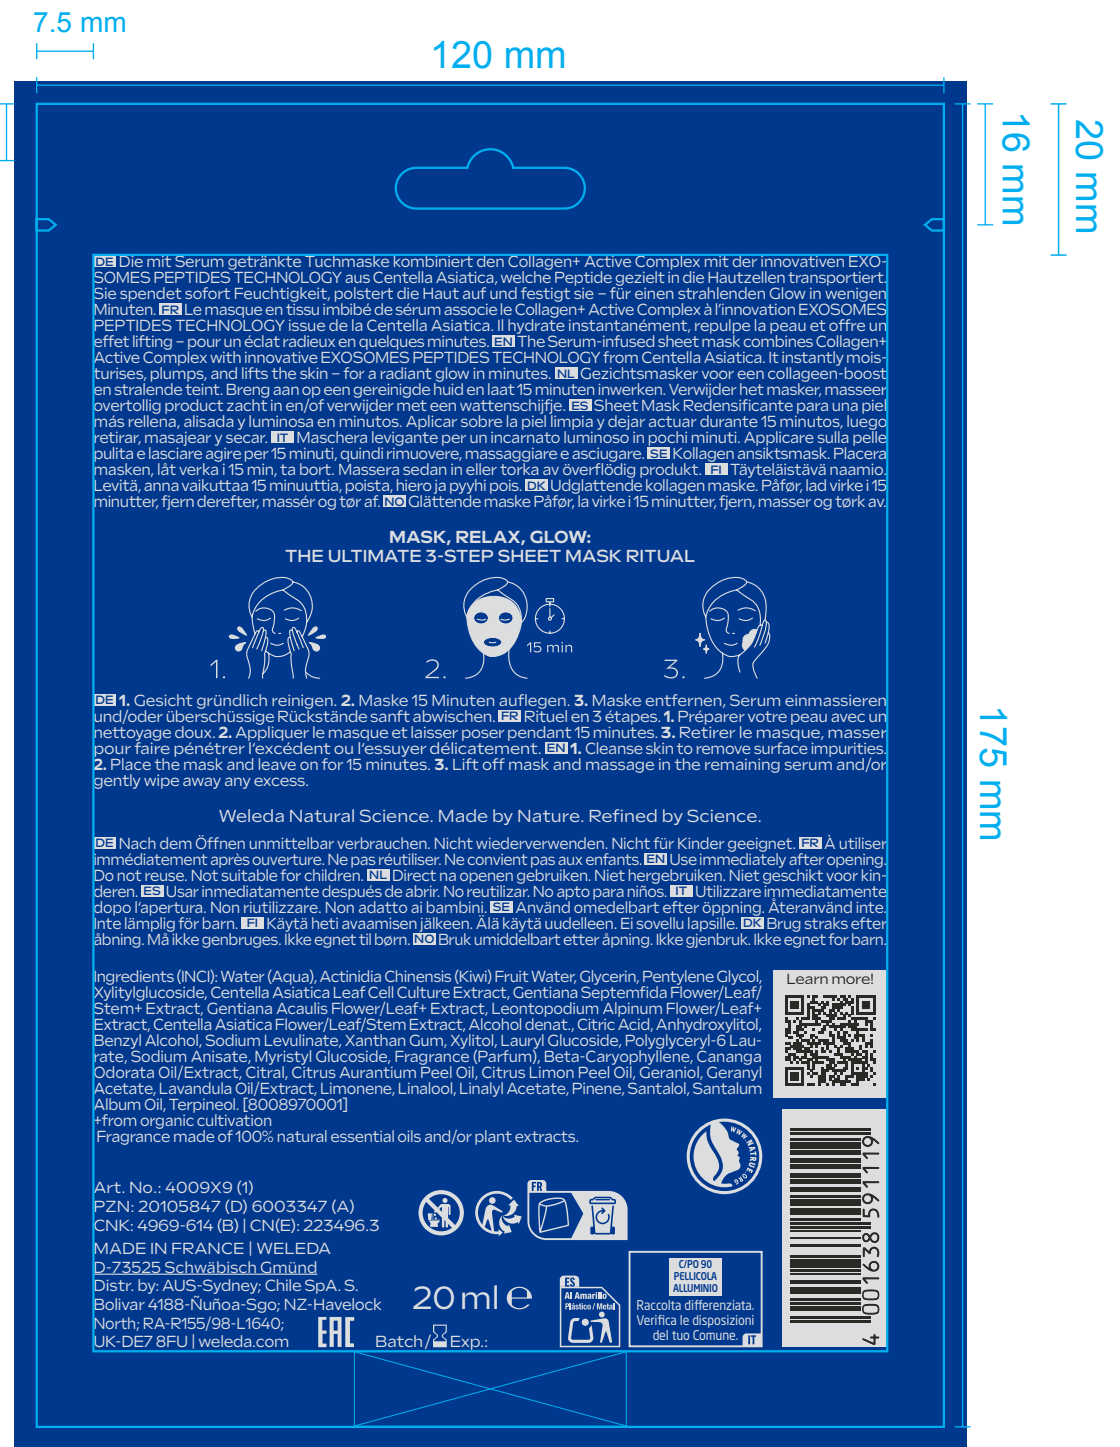 7.5 mm
120 mm
16 mm
20 mm
175 mm
DE Die mit Serum getränkte Tuchmaske kombiniert den Collagen+ Active Complex mit der innovativen EXO-
SOMES PEPTIDES TECHNOLOGY aus Centella Asiatica, welche Peptide gezielt in die Hautzellen transportiert.
Sie spendet sofort Feuchtigkeit, polstert die Haut auf und festigt sie – für einen strahlenden Glow in wenigen
Minuten. FR Le masque en tissu imbibé de sérum associe le Collagen+ Active Complex à l'innovation EXOSOMES
PEPTIDES TECHNOLOGY issue de la Centella Asiatica. Il hydrate instantanément, repulpe la peau et offre un
effet lifting – pour un éclat radieux en quelques minutes. EN The Serum-infused sheet mask combines Collagen+
Active Complex with innovative EXOSOMES PEPTIDES TECHNOLOGY from Centella Asiatica. It instantly mois-
turises, plumps, and lifts the skin – for a radiant glow in minutes. NL Gezichtsmasker voor een collageen-boost
en stralende teint. Breng aan op een gereinigde huid en laat 15 minuten inwerken. Verwijder het masker, masseer
overtollig product zacht in en/of verwijder met een wattenschijfje. ES Sheet Mask Redensificante para una piel
más rellena, alisada y luminosa en minutos. Aplicar sobre la piel limpia y dejar actuar durante 15 minutos, luego
retirar, masajear y secar. IT Maschera levigante per un incarnato luminoso in pochi minuti. Applicare sulla pelle
pulita e lasciare agire per 15 minuti, quindi rimuovere, massaggiare e asciugare. SE Kollagen ansiktsmask. Placera
masken, låt verka i 15 min, ta bort. Massera sedan in eller torka av överflödig produkt. FI Täyteläistävä naamio.
Levitä, anna vaikuttaa 15 minuuttia, poista, hiero ja pyyhi pois. DK Udglattende kollagen maske. Påfør, lad virke i 15
minutter, fjern derefter, massér og tør af. NO Glättende maske Påfør, la virke i 15 minutter, fjern, masser og tørk av.
MASK, RELAX, GLOW:
THE ULTIMATE 3-STEP SHEET MASK RITUAL
15 min
1. 2. 3.
DE 1. Gesicht gründlich reinigen. 2. Maske 15 Minuten auflegen. 3. Maske entfernen, Serum einmassieren
und/oder überschüssige Rückstände sanft abwischen. FR Rituel en 3 étapes. 1. Préparer votre peau avec un
nettoyage doux. 2. Appliquer le masque et laisser poser pendant 15 minutes. 3. Retirer le masque, masser
pour faire pénétrer l'excédent ou l'essuyer délicatement. EN 1. Cleanse skin to remove surface impurities.
2. Place the mask and leave on for 15 minutes. 3. Lift off mask and massage in the remaining serum and/or
gently wipe away any excess.
Weleda Natural Science. Made by Nature. Refined by Science.
DE Nach dem Öffnen unmittelbar verbrauchen. Nicht wiederverwenden. Nicht für Kinder geeignet. FR À utiliser
immédiatement après ouverture. Ne pas réutiliser. Ne convient pas aux enfants. EN Use immediately after opening.
Do not reuse. Not suitable for children. NL Direct na openen gebruiken. Niet hergebruiken. Niet geschikt voor kin-
deren. ES Usar inmediatamente después de abrir. No reutilizar. No apto para niños. IT Utilizzare immediatamente
dopo l'apertura. Non riutilizzare. Non adatto ai bambini. SE Använd omedelbart efter öppning. Återanvänd inte.
Inte lämplig för barn. FI Käytä heti avaamisen jälkeen. Älä käytä uudelleen. Ei sovellu lapsille. DK Brug straks efter
åbning. Må ikke genbruges. Ikke egnet til børn. NO Bruk umiddelbart etter åpning. Ikke gjenbruk. Ikke egnet for barn.
Ingredients (INCI): Water (Aqua), Actinidia Chinensis (Kiwi) Fruit Water, Glycerin, Pentylene Glycol,
Xylitylglucoside, Centella Asiatica Leaf Cell Culture Extract, Gentiana Septemfida Flower/Leaf/
Stem+ Extract, Gentiana Acaulis Flower/Leaf+ Extract, Leontopodium Alpinum Flower/Leaf+
Extract, Centella Asiatica Flower/Leaf/Stem Extract, Alcohol denat., Citric Acid, Anhydroxylitol,
Benzyl Alcohol, Sodium Levulinate, Xanthan Gum, Xylitol, Lauryl Glucoside, Polyglyceryl-6 Lau-
rate, Sodium Anisate, Myristyl Glucoside, Fragrance (Parfum), Beta-Caryophyllene, Cananga
Odorata Oil/Extract, Citral, Citrus Aurantium Peel Oil, Citrus Limon Peel Oil, Geraniol, Geranyl
Acetate, Lavandula Oil/Extract, Limonene, Linalool, Linalyl Acetate, Pinene, Santalol, Santalum
Album Oil, Terpineol. [8008970001]
+from organic cultivation
Fragrance made of 100% natural essential oils and/or plant extracts.
Learn more!
WWW.NATRUE.ORG
4 001638 591119
Art. No.: 4009X9 (1)
PZN: 20105847 (D) 6003347 (A)
CNK: 4969-614 (B) | CN(E): 223496.3
MADE IN FRANCE | WELEDA
D-73525 Schwäbisch Gmünd
Distr. by: AUS-Sydney; Chile SpA. S.
Bolivar 4188-Ñuñoa-Sgo; NZ-Havelock
North; RA-R155/98-L1640;
UK-DE7 8FU | weleda.com
EAC
FR
20 ml e
Batch/ Exp.:
ES
Al Amarillo
Plástico / Metal
C/PO 90
PELLICOLA
ALLUMINIO
Raccolta differenziata.
Verifica le disposizioni
del tuo Comune. IT